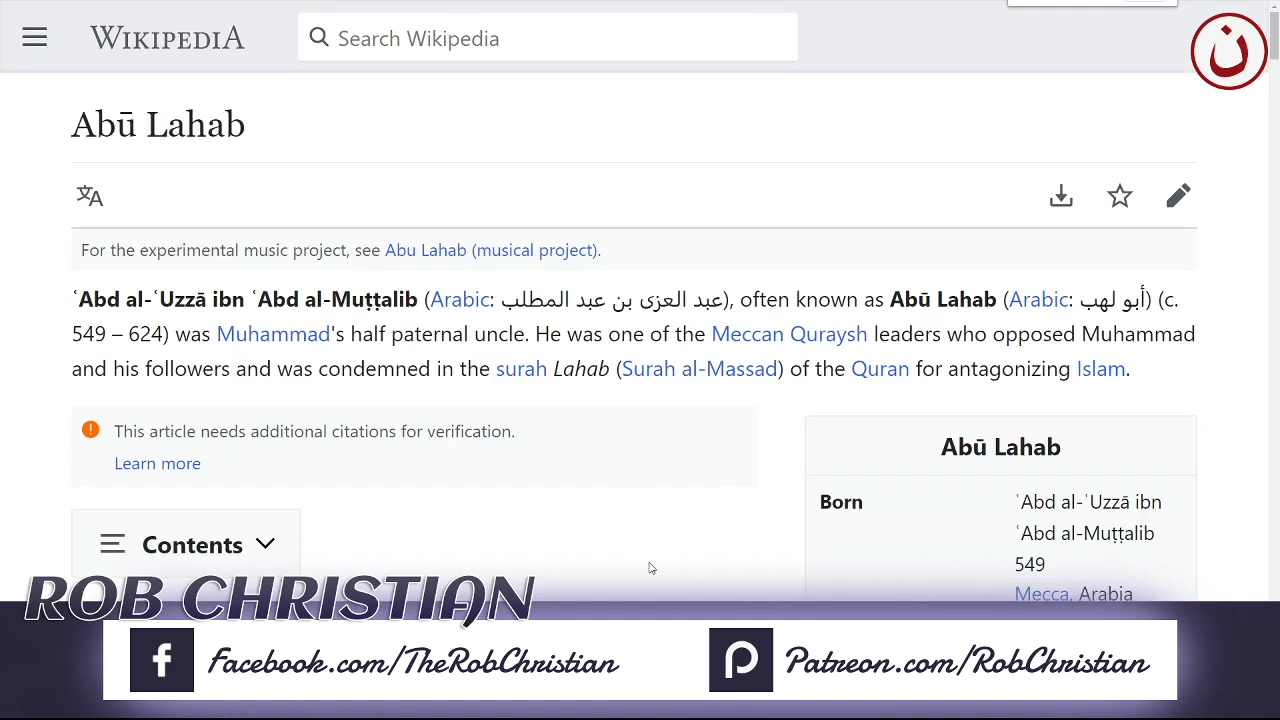 WIKIPEDIA
Search Wikipedia
ن
Abū Lahab
For the experimental music project, see Abu Lahab (musical project).
ʿAbd al-ʿUzzā ibn ʿAbd al-Muṭṭalib (Arabic: عبد العزى بن عبد المطلب), often known as Abū Lahab (Arabic: أبو لهب) (c.
549 – 624) was Muhammad's half paternal uncle. He was one of the Meccan Quraysh leaders who opposed Muhammad
and his followers and was condemned in the surah Lahab (Surah al-Massad) of the Quran for antagonizing Islam.
This article needs additional citations for verification.
Learn more
Contents
Abū Lahab
Born
ʿAbd al-ʿUzzā ibn
ʿAbd al-Muṭṭalib
549
Mecca, Arabia
ROB CHRISTIAN
Facebook.com/TheRobChristian
Patreon.com/RobChristian